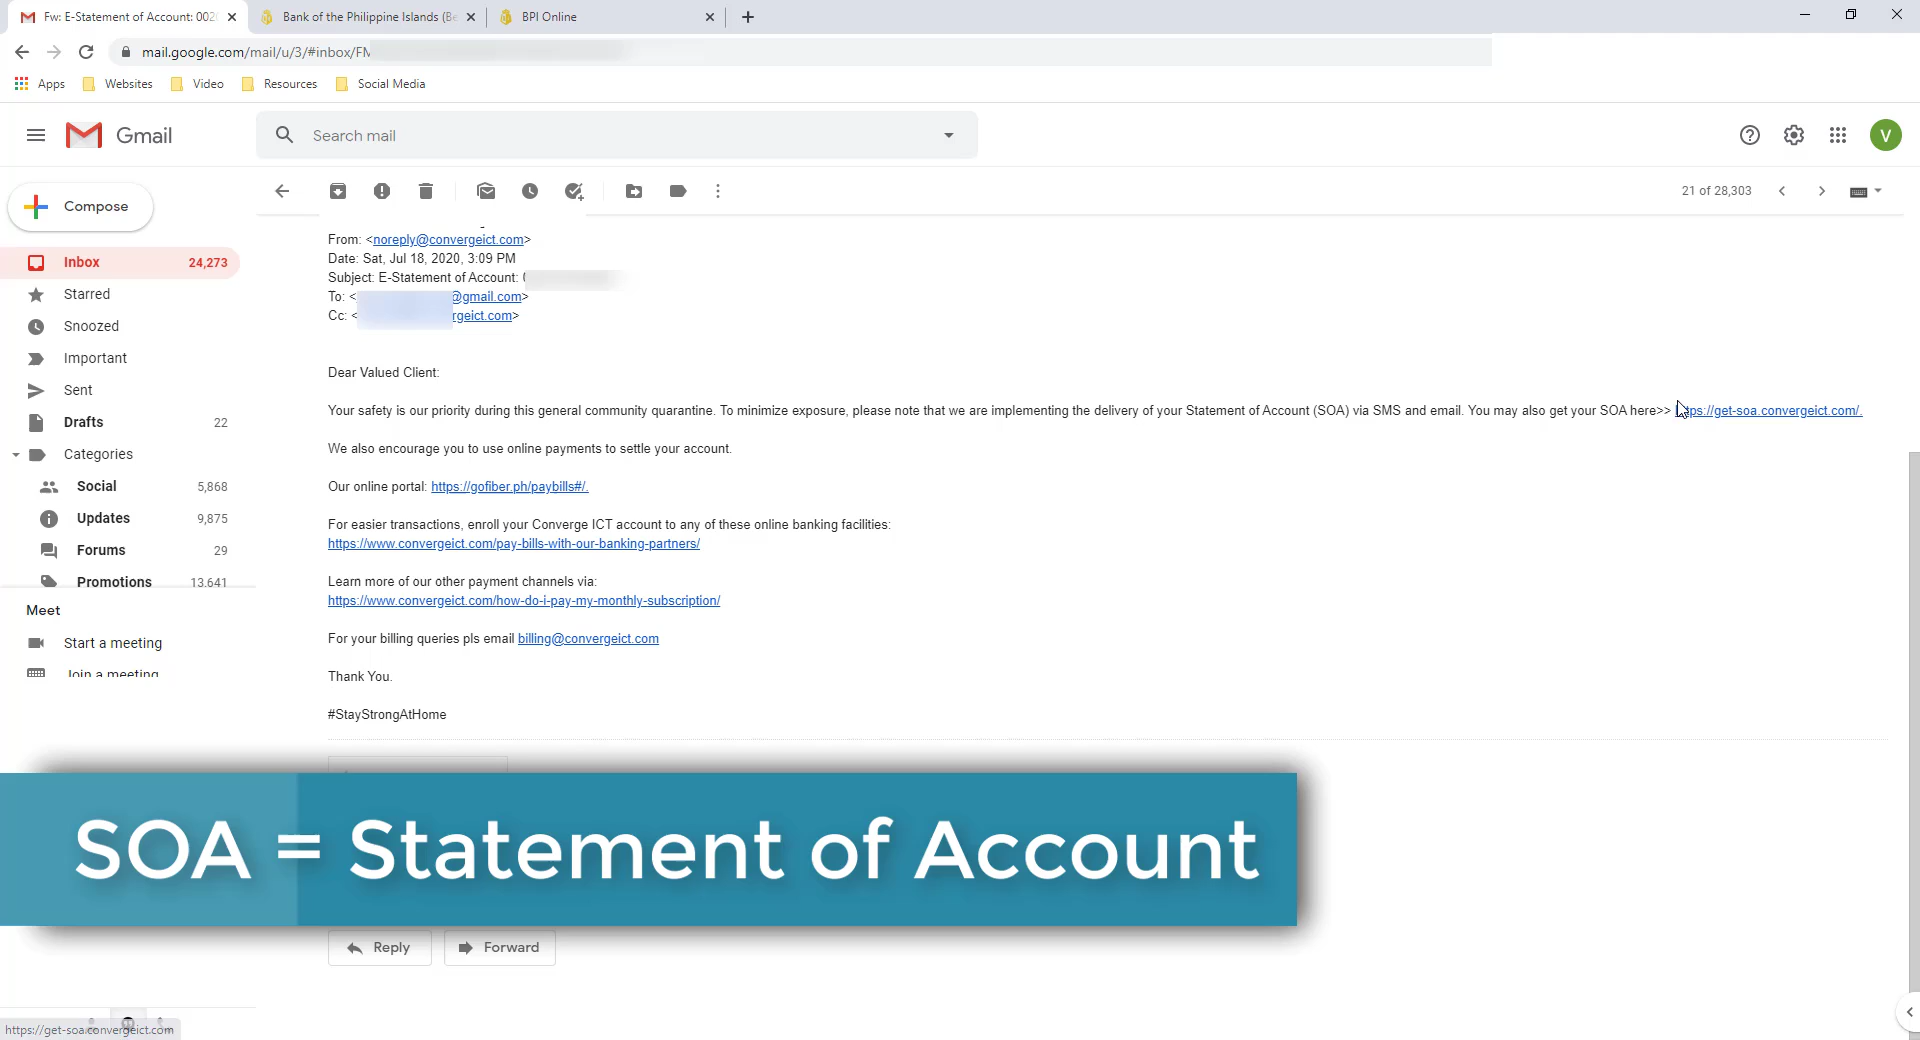 Fw: E-Statement of Account: 002
Bank of the Philippine Islands (Be
BPI Online
mail.google.com/mail/u/3/#inbox/FM
Apps
Websites
Video
Resources
Social Media
Gmail
Search mail
V
Compose
21 of 28,303
Inbox 24,273
Starred
Snoozed
Important
Sent
Drafts 22
Categories
Social 5,868
Updates 9,875
Forums 29
Promotions 13,641
Meet
Start a meeting
Join a meeting
From: <noreply@convergeict.com>
Date: Sat, Jul 18, 2020, 3:09 PM
Subject: E-Statement of Account:
To: < @gmail.com>
Cc: < rgeict.com>
Dear Valued Client:
Your safety is our priority during this general community quarantine. To minimize exposure, please note that we are implementing the delivery of your Statement of Account (SOA) via SMS and email. You may also get your SOA here>> https://get-soa.convergeict.com/.
We also encourage you to use online payments to settle your account.
Our online portal: https://gofiber.ph/paybills#/.
For easier transactions, enroll your Converge ICT account to any of these online banking facilities:
https://www.convergeict.com/pay-bills-with-our-banking-partners/
Learn more of our other payment channels via:
https://www.convergeict.com/how-do-i-pay-my-monthly-subscription/
For your billing queries pls email billing@convergeict.com
Thank You.
#StayStrongAtHome
SOA = Statement of Account
Reply
Forward
https://get-soa.convergeict.com